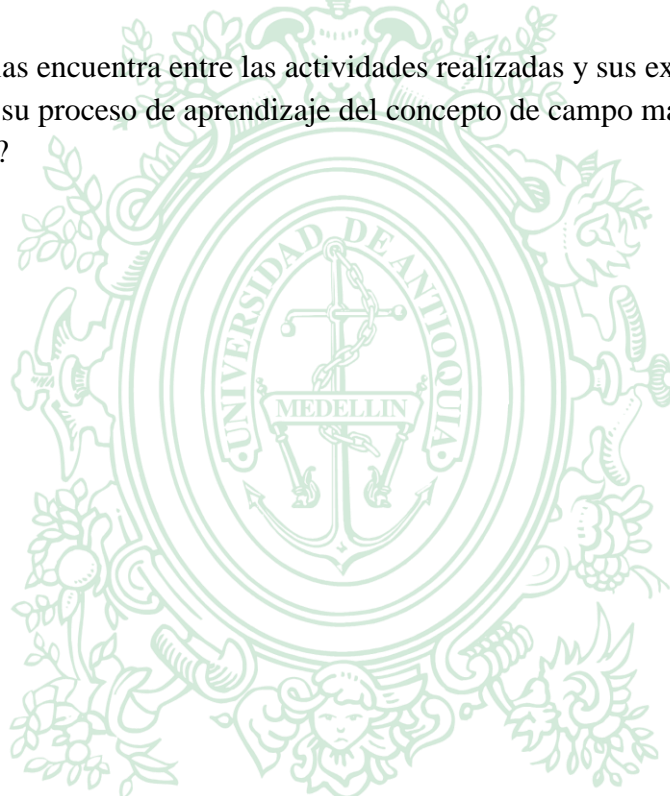 las encuentra entre las actividades realizadas y sus ex
su proceso de aprendizaje del concepto de campo ma
?
UNIVERSIDAD DE ANTIOQUIA
MEDELLIN